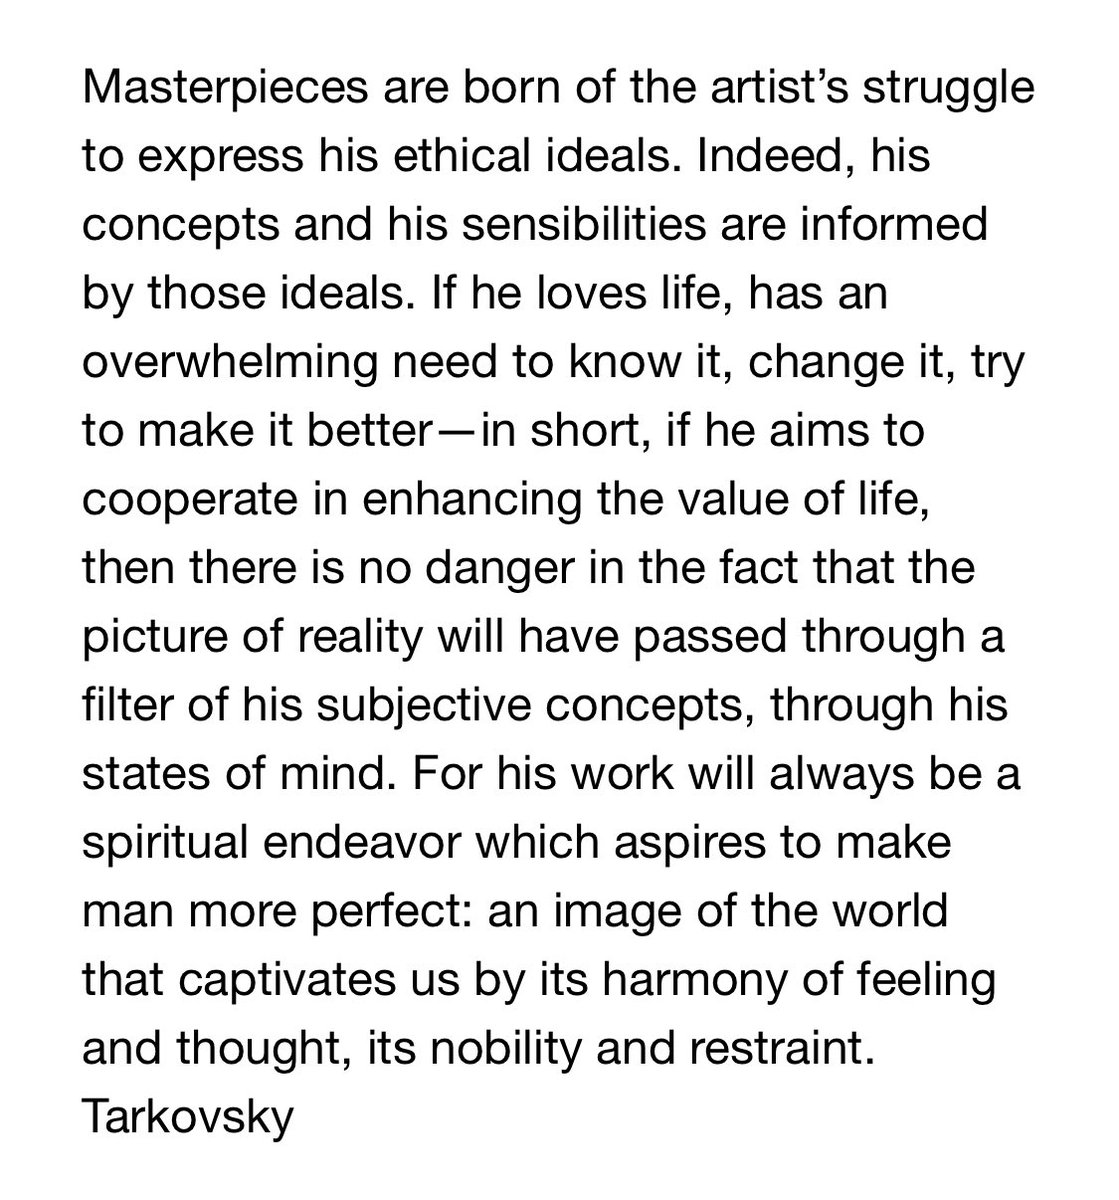 Masterpieces are born of the artist’s struggle
to express his ethical ideals. Indeed, his
concepts and his sensibilities are informed
by those ideals. If he loves life, has an
overwhelming need to know it, change it, try
to make it better—in short, if he aims to
cooperate in enhancing the value of life,
then there is no danger in the fact that the
picture of reality will have passed through a
filter of his subjective concepts, through his
states of mind. For his work will always be a
spiritual endeavor which aspires to make
man more perfect: an image of the world
that captivates us by its harmony of feeling
and thought, its nobility and restraint.
Tarkovsky